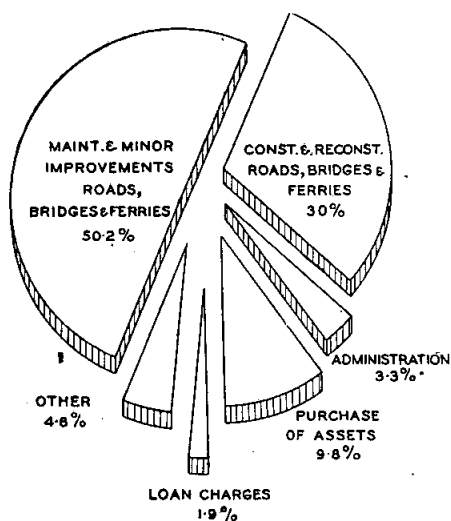 MAINT. & MINOR
IMPROVEMENTS
ROADS,
BRIDGES & FERRIES
50·2%
CONST. & RECONST.
ROADS, BRIDGES &
FERRIES
30%
ADMINISTRATION
3·3%
PURCHASE
OF ASSETS
9·8%
LOAN CHARGES
1·9%
OTHER
4·8%